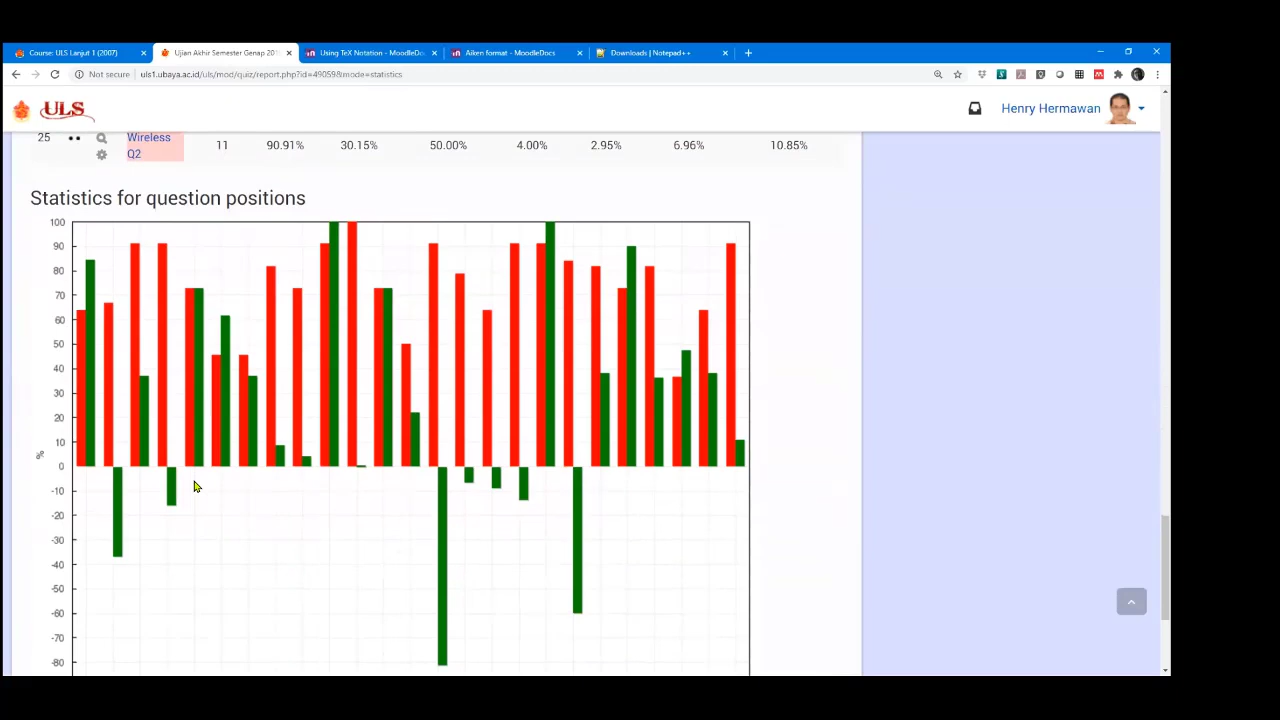 Course: ULS Lanjut 1 (2007)
Ujian Akhir Semester Genap 20
Using TeX Notation - MoodleDo
Aiken format - MoodleDocs
Downloads | Notepad++
Not secure
uls1.ubaya.ac.id/uls/mod/quiz/report.php?id=490598&mode=statistics
ULS
Henry Hermawan
25
Wireless
Q2
11
90.91%
30.15%
50.00%
4.00%
2.95%
6.96%
10.85%
Statistics for question positions
100
90
80
70
60
50
40
30
20
10
%
0
-10
-20
-30
-40
-50
-60
-70
-80